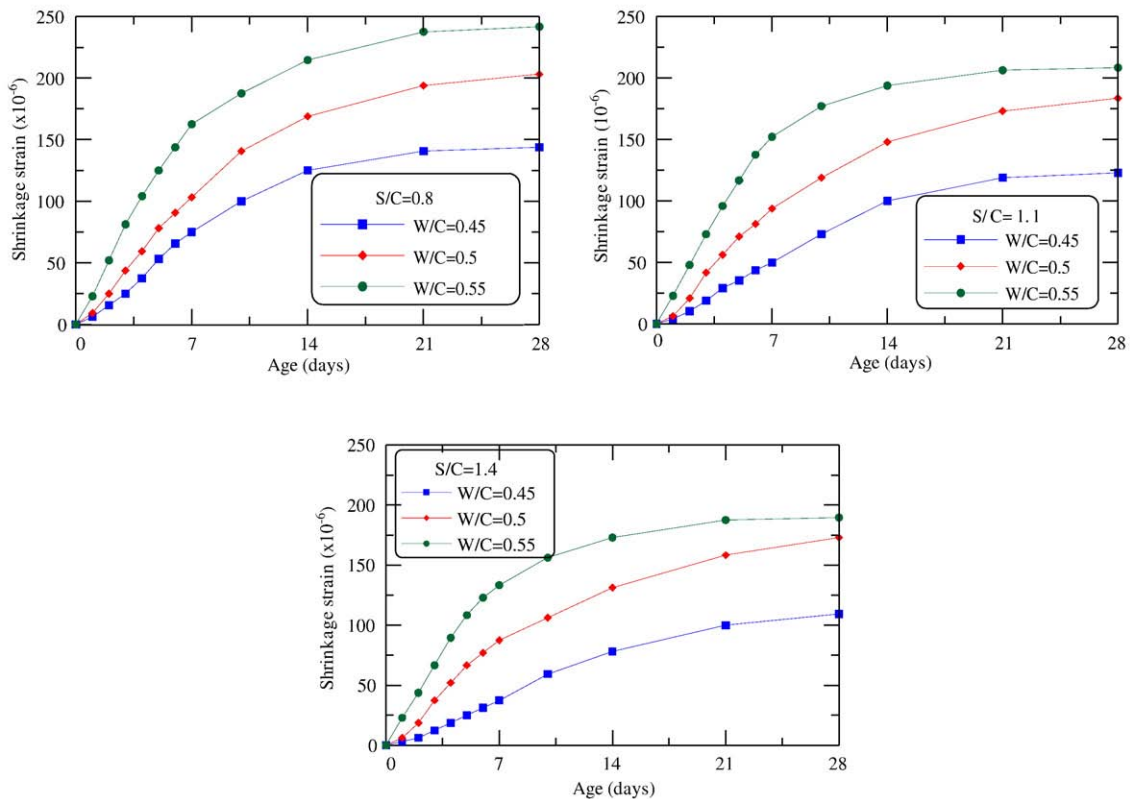 250
200
150
100
50
0
Shrinkage strain (x10-6)
S/C=0.8
W/C=0.45
W/C=0.5
W/C=0.55
0 7 14 21 28
Age (days)
250
200
150
100
50
0
Shrinkage strain (10-6)
S/C=1.1
W/C=0.45
W/C=0.5
W/C=0.55
0 7 14 21 28
Age (days)
250
200
150
100
50
0
Shrinkage strain (x10-6)
S/C=1.4
W/C=0.45
W/C=0.5
W/C=0.55
0 7 14 21 28
Age (days)